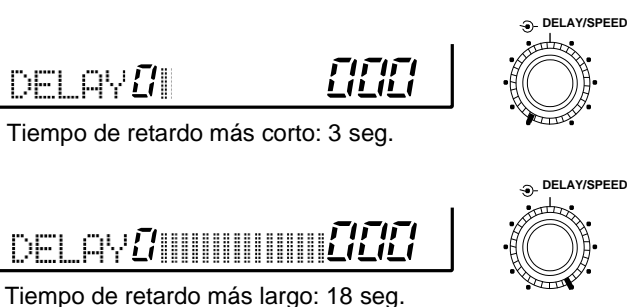 DELAY/SPEED
DELAY 0 000
Tiempo de retardo más corto: 3 seg.
DELAY/SPEED
DELAY 0 000
Tiempo de retardo más largo: 18 seg.